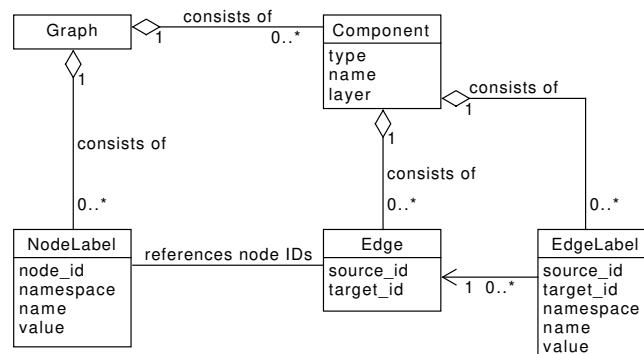 Graph
1
consists of
0..*
Component
type
name
layer
1
consists of
0..*
1
consists of
0..*
1
consists of
0..*
NodeLabel
node_id
namespace
name
value
references node IDs
Edge
source_id
target_id
1 0..*
EdgeLabel
source_id
target_id
namespace
name
value